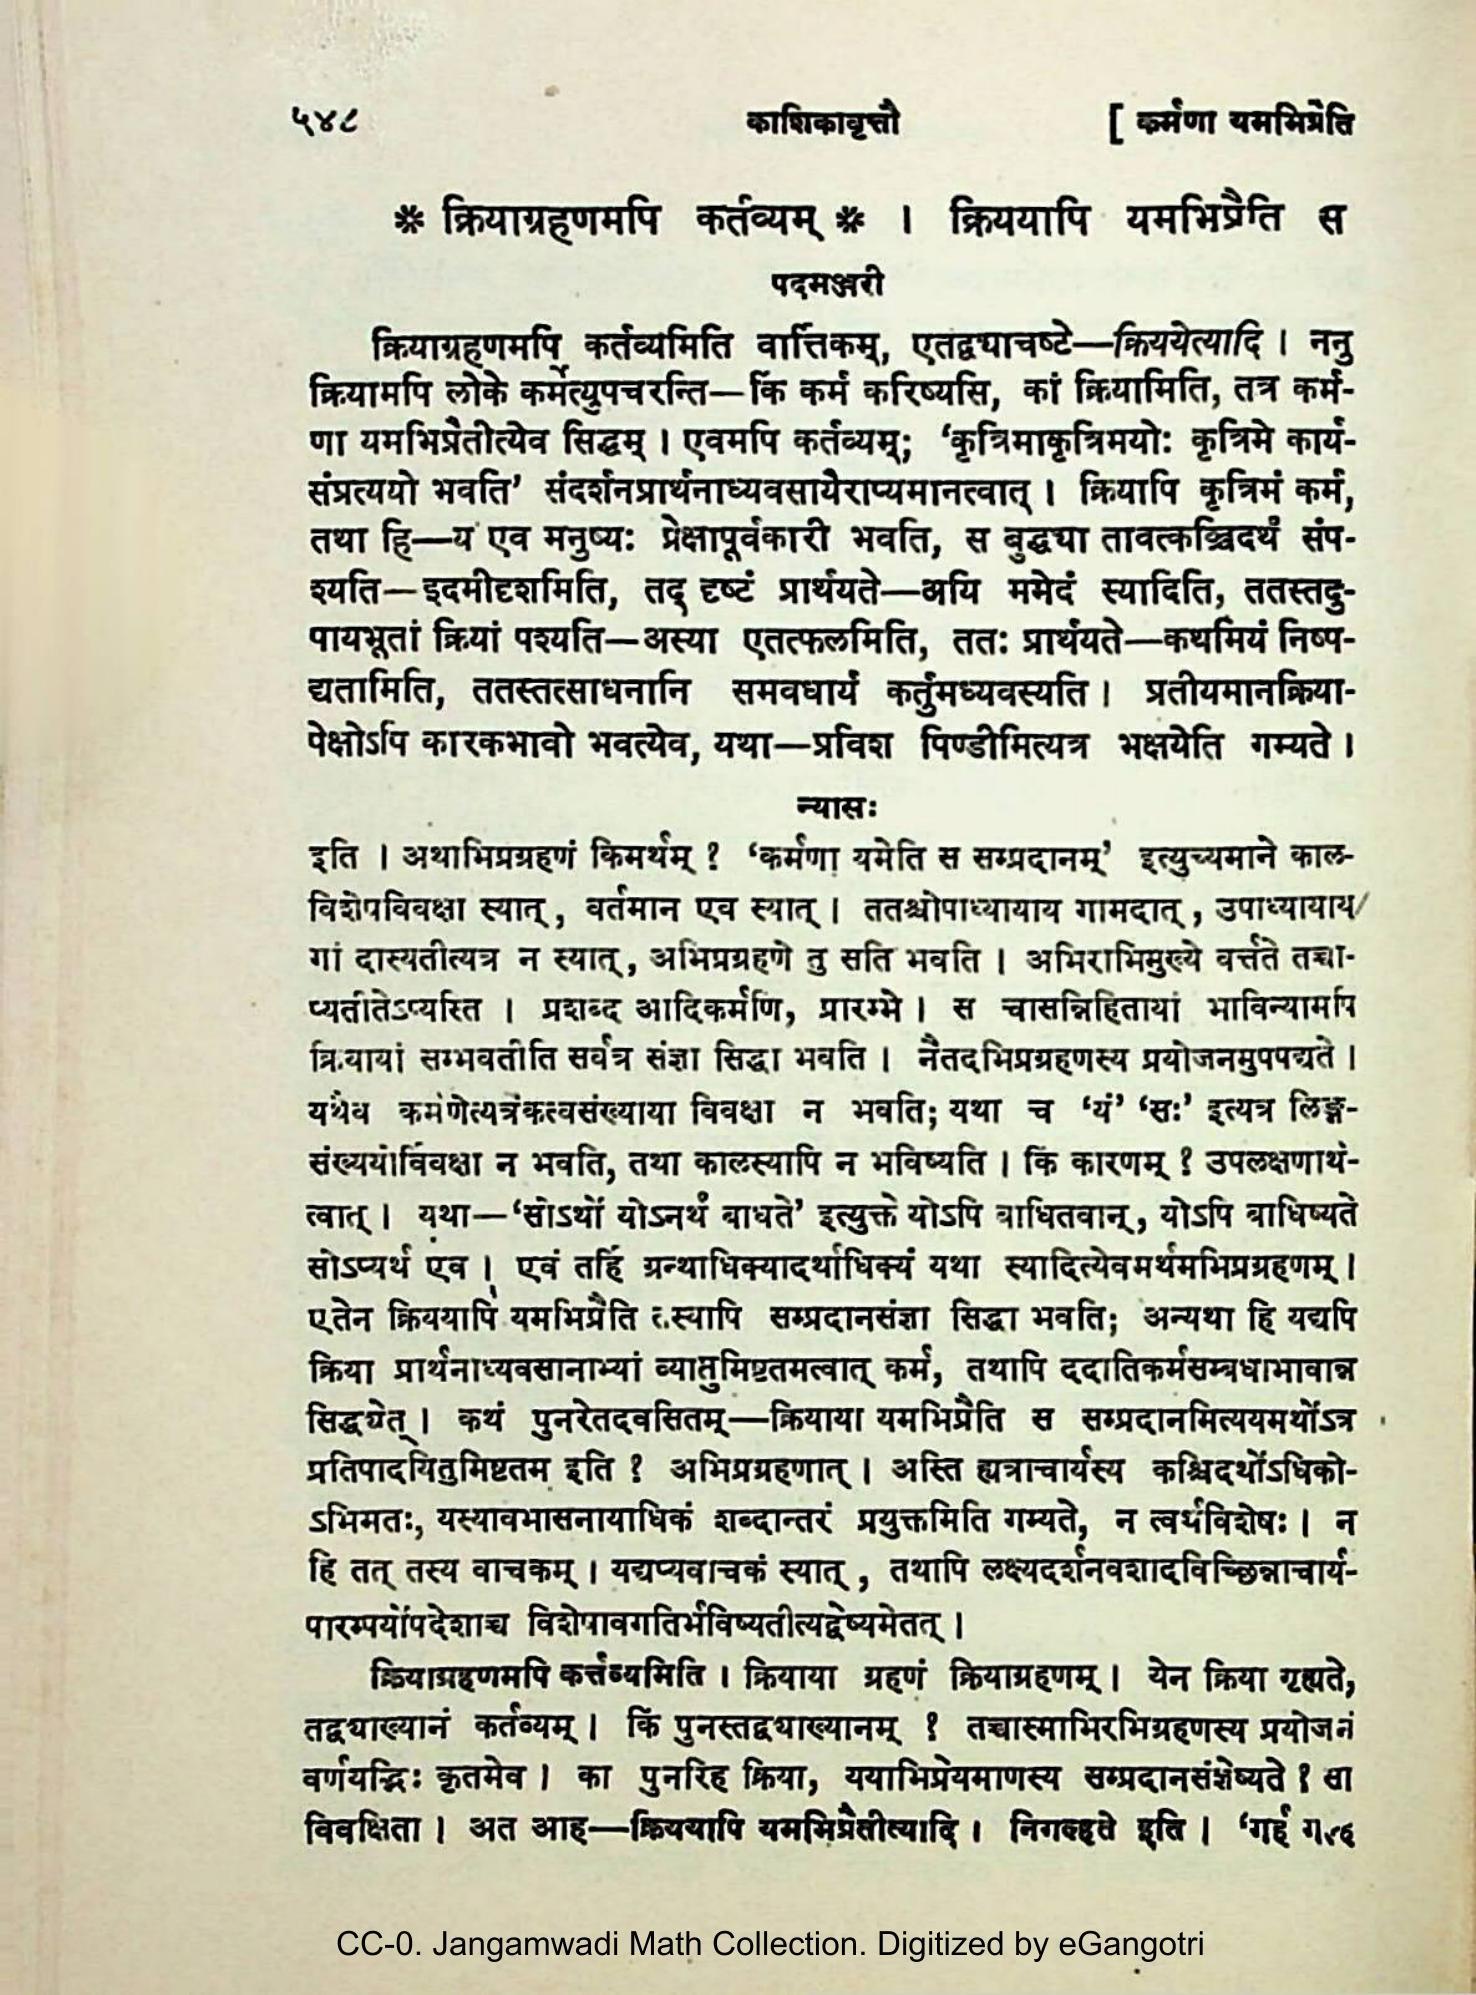 ५४८ काशिकावृत्तौ [ कर्मणा यमभिप्रैति
❊ क्रियाग्रहणमपि कर्तव्यम् ❊ । क्रिययापि यमभिप्रैति स
पदमञ्जरी
क्रियाग्रहणमपि कर्तव्यमिति वार्त्तिकम्, एतद्व्याचष्टे—क्रिययेत्यादि । ननु
क्रियामपि लोके कर्मेत्युपचरन्ति—किं कर्म करिष्यसि, कां क्रियामिति, तत्र कर्म-
णा यमभिप्रैतीत्येव सिद्धम् । एवमपि कर्तव्यम्; ‘कृत्रिमाकृत्रिमयोः कृत्रिमे कार्य-
संप्रत्ययो भवति’ संदर्शनप्रार्थनाध्यवसायैराप्यमानत्वात् । क्रियापि कृत्रिमं कर्म,
तथा हि—य एव मनुष्यः प्रेक्षापूर्वकारी भवति, स बुद्ध्या तावत्कञ्चिदर्थं संप-
श्यति—इदमीदृशमिति, तद् दृष्टं प्रार्थयते—अयि ममेदं स्यादिति, ततस्तदु-
पायभूतां क्रियां पश्यति—अस्या एतत्फलमिति, ततः प्रार्थयते—कथमियं निष्प-
द्यतामिति, ततस्तत्साधनानि समवधार्य कर्तुमध्यवस्यति । प्रतीयमानक्रिया-
पेक्षोऽपि कारकभावो भवत्येव, यथा—प्रविश पिण्डीमित्यत्र भक्षयेति गम्यते ।
न्यासः
इति । अथाभिप्रग्रहणं किमर्थम् ? ‘कर्मणा यमेति स सम्प्रदानम्’ इत्युच्यमाने काल-
विशेषविवक्षा स्यात्, वर्तमान एव स्यात् । ततश्चोपाध्यायाय गामदात्, उपाध्यायाय
गां दास्यतीत्यत्र न स्यात्, अभिप्रग्रहणे तु सति भवति । अभिराभिमुख्ये वर्त्तते तच्चा-
प्यतीतेऽप्यस्ति । प्रशब्द आदिकर्मणि, प्रारम्भे । स चासन्निहितायां भाविन्यामपि
क्रियायां सम्भवतीति सर्वत्र संज्ञा सिद्धा भवति । नैतदभिप्रग्रहणस्य प्रयोजनमुपपद्यते ।
यथैव कर्मणेत्यत्रैकत्वसंख्याया विवक्षा न भवति; यथा च ‘यं’ ‘सः’ इत्यत्र लिङ्ग-
संख्ययोर्विवक्षा न भवति, तथा कालस्यापि न भविष्यति । किं कारणम् ? उपलक्षणार्थ-
त्वात् । यथा—‘सोऽर्थो योऽनर्थं बाधते’ इत्युक्ते योऽपि बाधितवान्, योऽपि बाधिष्यते
सोऽप्यर्थ एव । एवं तर्हि ग्रन्थाधिक्यादर्थाधिक्यं यथा स्यादित्येवमर्थमभिप्रग्रहणम् ।
एतेन क्रिययापि यमभिप्रैति तस्यापि सम्प्रदानसंज्ञा सिद्धा भवति; अन्यथा हि यद्यपि
क्रिया प्रार्थनाध्यवसानाभ्यां व्याप्तुमिष्टतमत्वात् कर्म, तथापि ददातिकर्मसम्बधाभावान्न
सिद्ध्येत् । कथं पुनरेतदवसितम्—क्रियाया यमभिप्रैति स सम्प्रदानमित्ययमर्थोऽत्र
प्रतिपादयितुमिष्टतम इति ? अभिप्रग्रहणात् । अस्ति ह्यत्राचार्यस्य कश्चिदर्थोऽधिको-
ऽभिमतः, यस्यावभासनायाधिकं शब्दान्तरं प्रयुक्तमिति गम्यते, न त्वर्थविशेषः । न
हि तत् तस्य वाचकम् । यद्यप्यवाचकं स्यात्, तथापि लक्ष्यदर्शनवशादविच्छिन्नाचार्य-
पारम्पर्योपदेशाच्च विशेषावगतिर्भविष्यतीत्यद्वेष्यमेतत् ।
क्रियाग्रहणमपि कर्त्तव्यमिति । क्रियाया ग्रहणं क्रियाग्रहणम् । येन क्रिया गृह्यते,
तद्व्याख्यानं कर्तव्यम् । किं पुनस्तद्व्याख्यानम् ? तच्चास्माभिरभिग्रहणस्य प्रयोजनं
वर्णयद्भिः कृतमेव । का पुनरिह क्रिया, ययाभिप्रेयमाणस्य सम्प्रदानसंज्ञेष्यते ? सा
विवक्षिता । अत आह—क्रिययापि यमभिप्रैतीत्यादि । निगल्हते इति । ‘गर्ह गल्ह
CC-0. Jangamwadi Math Collection. Digitized by eGangotri